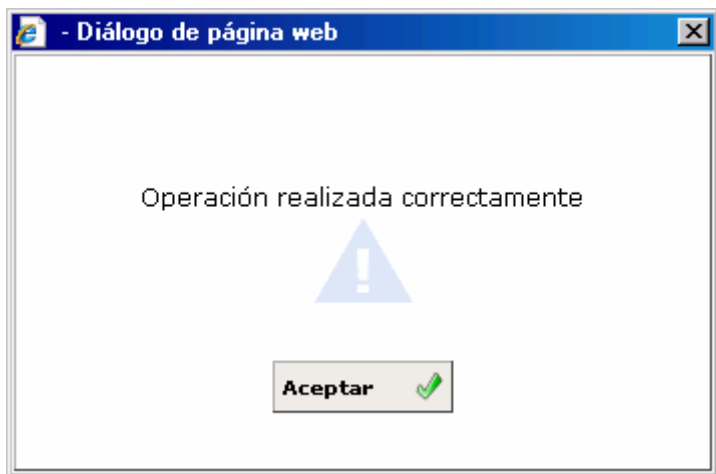 - Diálogo de página web
Operación realizada correctamente
Aceptar